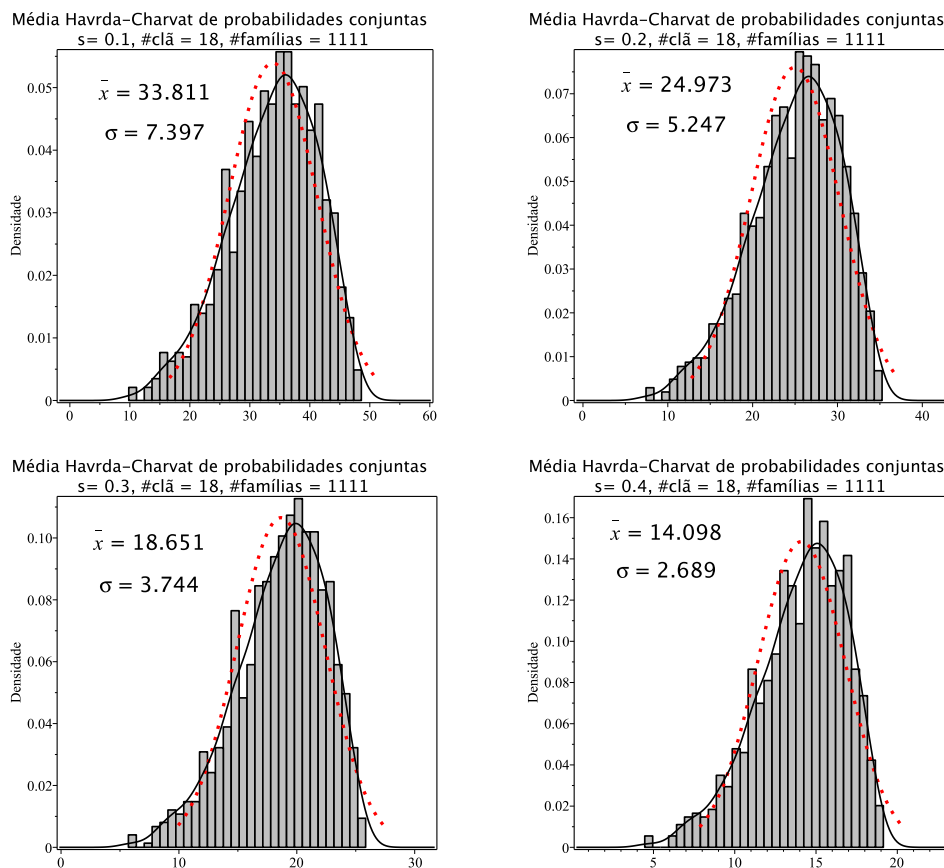 Média Havrda-Charvat de probabilidades conjuntas
s= 0.1, #clã = 18, #famílias = 1111
x̄ = 33.811
σ = 7.397
Densidade
0.05
0.04
0.03
0.02
0.01
0
0 10 20 30 40 50 60
Média Havrda-Charvat de probabilidades conjuntas
s= 0.2, #clã = 18, #famílias = 1111
x̄ = 24.973
σ = 5.247
Densidade
0.07
0.06
0.05
0.04
0.03
0.02
0.01
0
0 10 20 30 40
Média Havrda-Charvat de probabilidades conjuntas
s= 0.3, #clã = 18, #famílias = 1111
x̄ = 18.651
σ = 3.744
Densidade
0.10
0.08
0.06
0.04
0.02
0
0 10 20 30
Média Havrda-Charvat de probabilidades conjuntas
s= 0.4, #clã = 18, #famílias = 1111
x̄ = 14.098
σ = 2.689
Densidade
0.16
0.14
0.12
0.10
0.08
0.06
0.04
0.02
0
5 10 15 20